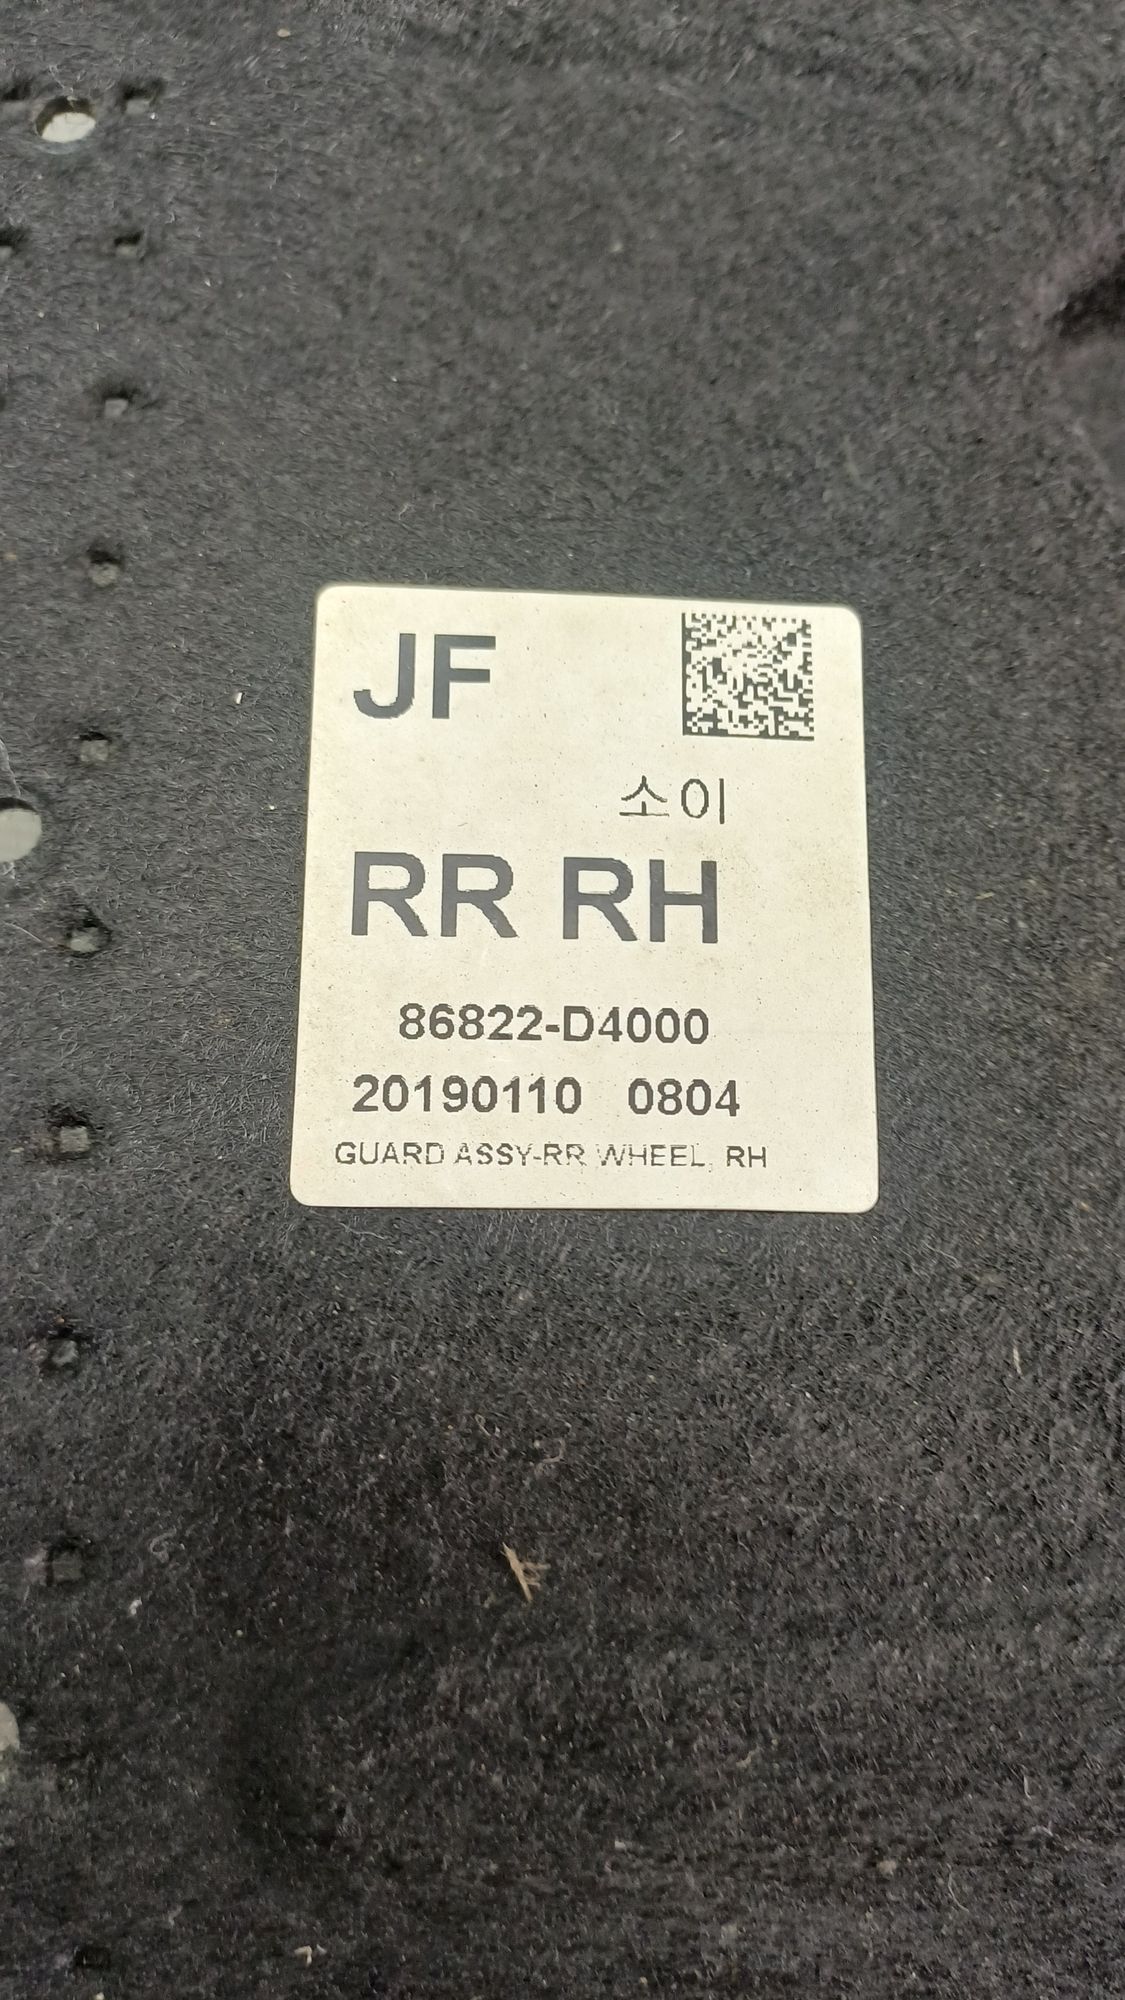 JF
소이
RR RH
86822-D4000
20190110 0804
GUARD ASSY-RR WHEEL, RH